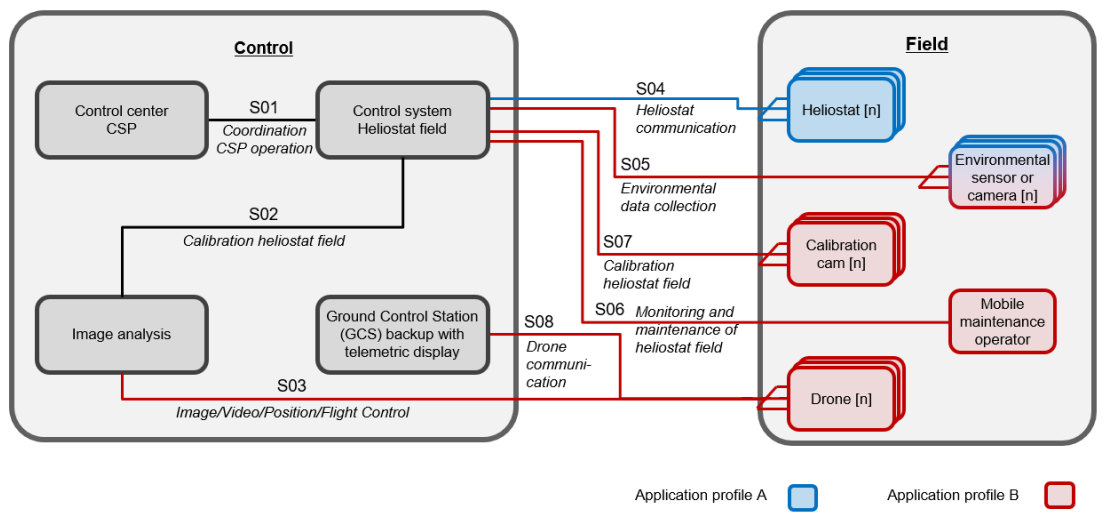 Control
Field
Control center
CSP
S01
Coordination
CSP operation
Control system
Heliostat field
S04
Heliostat
communication
Heliostat [n]
S05
Environmental
data collection
Environmental
sensor or
camera [n]
S02
Calibration heliostat field
S07
Calibration
heliostat field
Calibration
cam [n]
Image analysis
Ground Control Station
(GCS) backup with
telemetric display
S08
Drone
communi-
cation
S06
Monitoring and
maintenance of
heliostat field
Mobile
maintenance
operator
S03
Image/Video/Position/Flight Control
Drone [n]
Application profile A
Application profile B